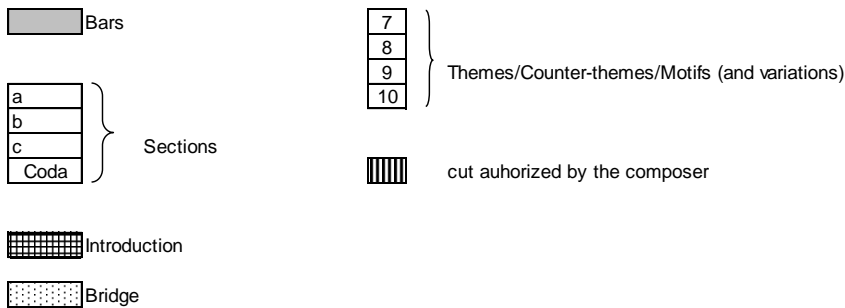 Bars
a
b
c
Coda
Sections
Introduction
Bridge
7
8
9
10
Themes/Counter-themes/Motifs (and variations)
cut auhorized by the composer